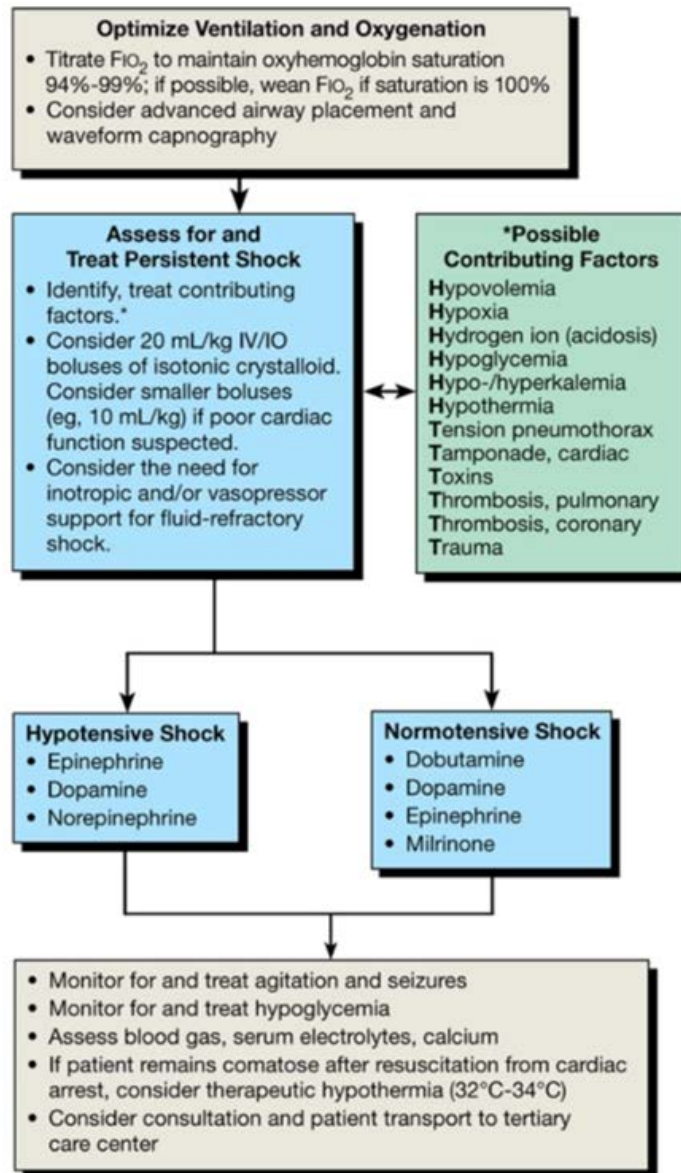 Optimize Ventilation and Oxygenation
• Titrate FIO₂ to maintain oxyhemoglobin saturation
94%-99%; if possible, wean FIO₂ if saturation is 100%
• Consider advanced airway placement and
waveform capnography
Assess for and
Treat Persistent Shock
• Identify, treat contributing
factors.*
• Consider 20 mL/kg IV/IO
boluses of isotonic crystalloid.
Consider smaller boluses
(eg, 10 mL/kg) if poor cardiac
function suspected.
• Consider the need for
inotropic and/or vasopressor
support for fluid-refractory
shock.
*Possible
Contributing Factors
Hypovolemia
Hypoxia
Hydrogen ion (acidosis)
Hypoglycemia
Hypo-/hyperkalemia
Hypothermia
Tension pneumothorax
Tamponade, cardiac
Toxins
Thrombosis, pulmonary
Thrombosis, coronary
Trauma
Hypotensive Shock
• Epinephrine
• Dopamine
• Norepinephrine
Normotensive Shock
• Dobutamine
• Dopamine
• Epinephrine
• Milrinone
• Monitor for and treat agitation and seizures
• Monitor for and treat hypoglycemia
• Assess blood gas, serum electrolytes, calcium
• If patient remains comatose after resuscitation from cardiac
arrest, consider therapeutic hypothermia (32°C-34°C)
• Consider consultation and patient transport to tertiary
care center